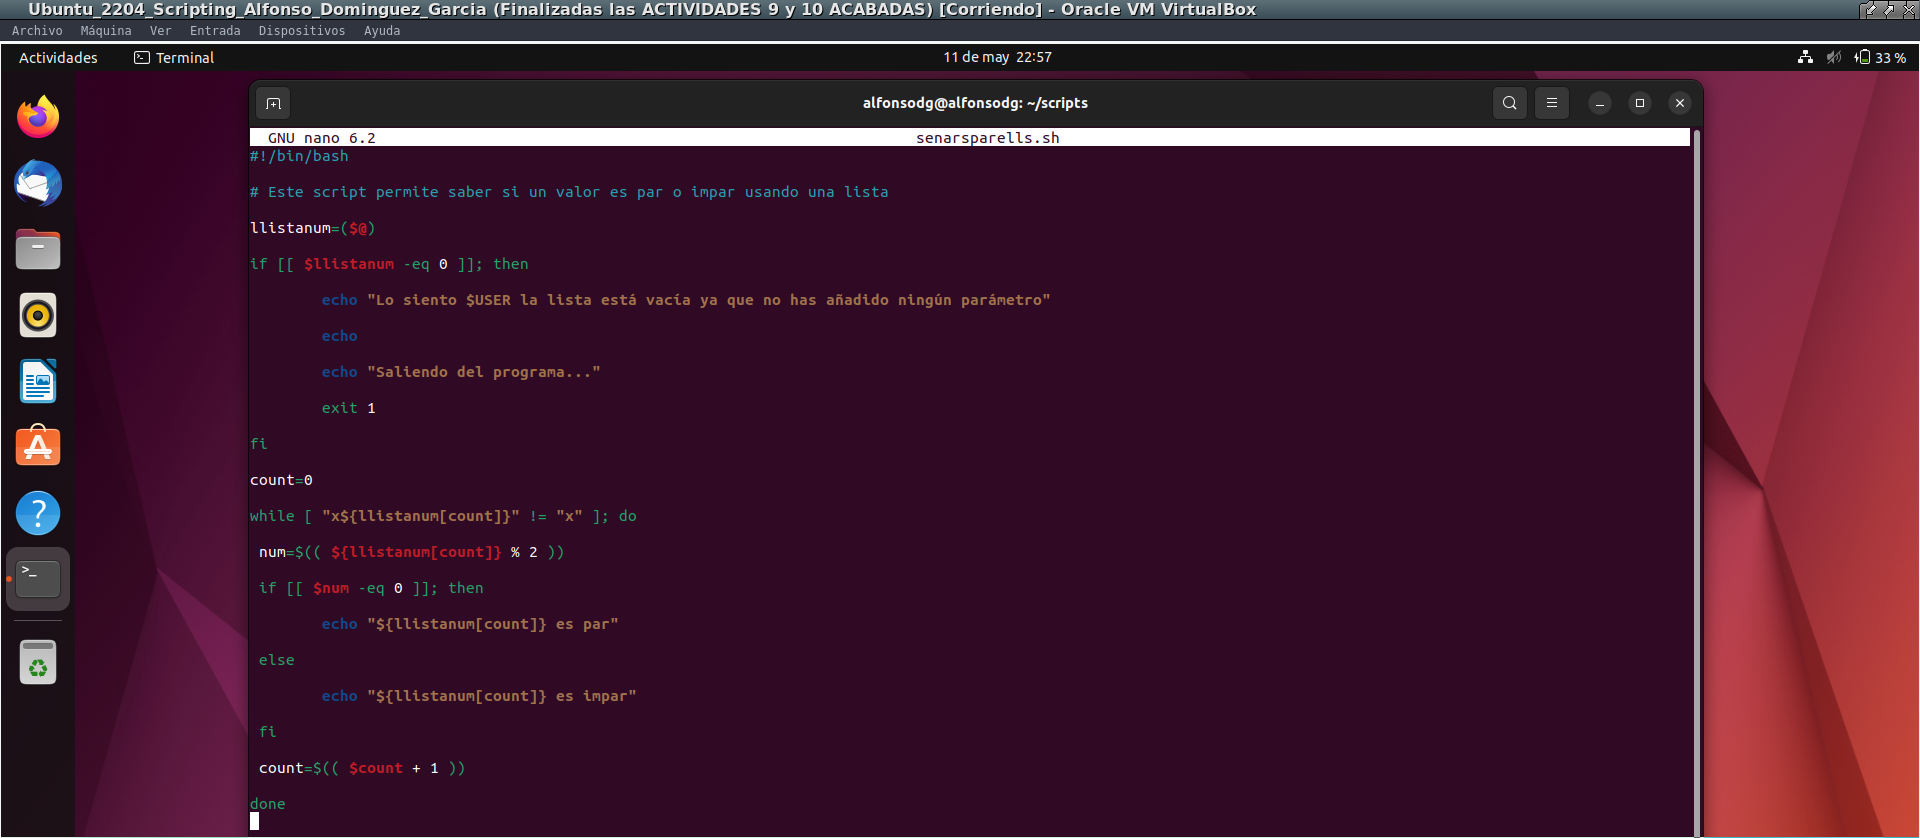 Ubuntu_2204_Scripting_Alfonso_Dominguez_Garcia (Finalizadas las ACTIVIDADES 9 y 10 ACABADAS) [Corriendo] - Oracle VM VirtualBox
Archivo Máquina Ver Entrada Dispositivos Ayuda
Actividades Terminal 11 de may 22:57 33 %
alfonsodg@alfonsodg: ~/scripts
GNU nano 6.2 senarsparells.sh
#!/bin/bash
# Este script permite saber si un valor es par o impar usando una lista
llistanum=($@)
if [[ $llistanum -eq 0 ]]; then
echo "Lo siento $USER la lista está vacía ya que no has añadido ningún parámetro"
echo
echo "Saliendo del programa..."
exit 1
fi
count=0
while [ "x${llistanum[count]}" != "x" ]; do
num=$(( ${llistanum[count]} % 2 ))
if [[ $num -eq 0 ]]; then
echo "${llistanum[count]} es par"
else
echo "${llistanum[count]} es impar"
fi
count=$(( $count + 1 ))
done